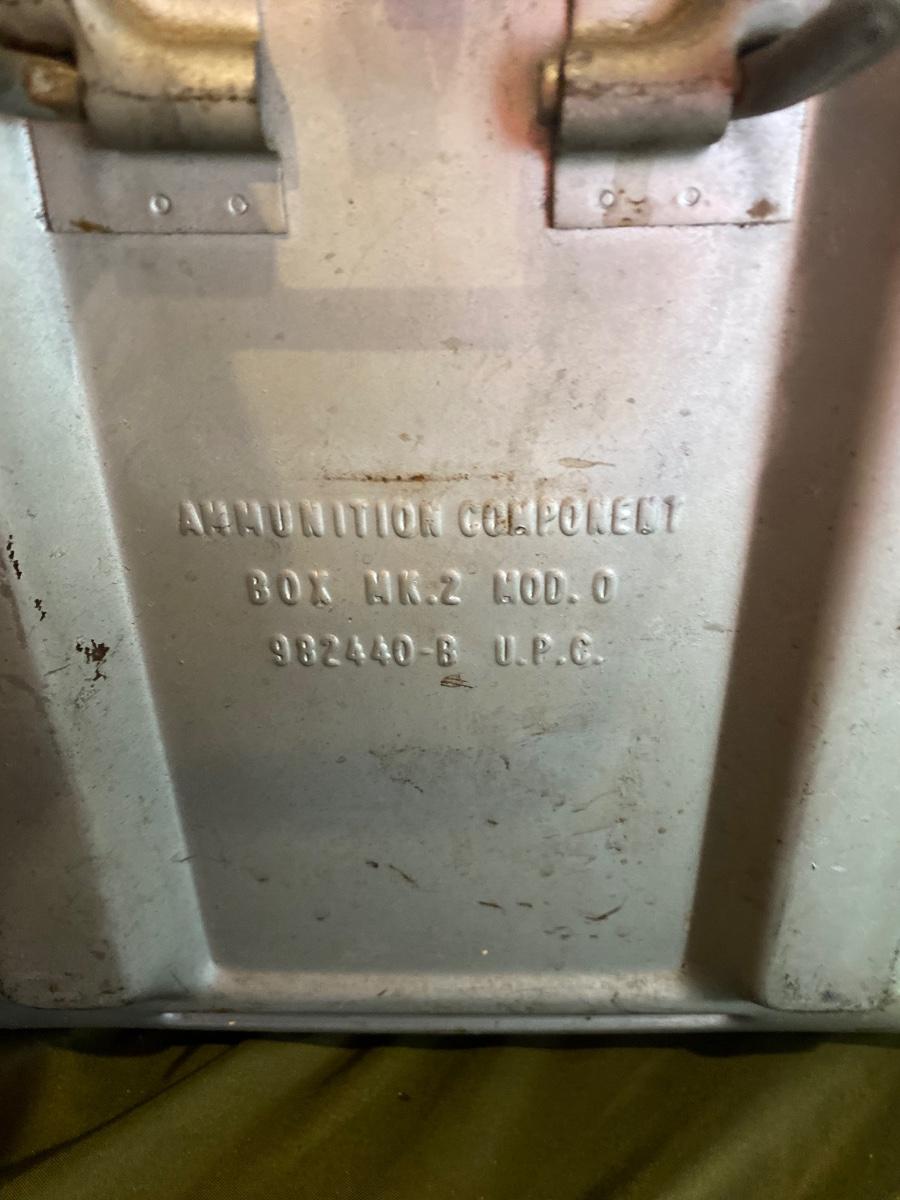 AMMUNITION COMPONENT
BOX MK.2 MOD.0
982440-B U.P.C.